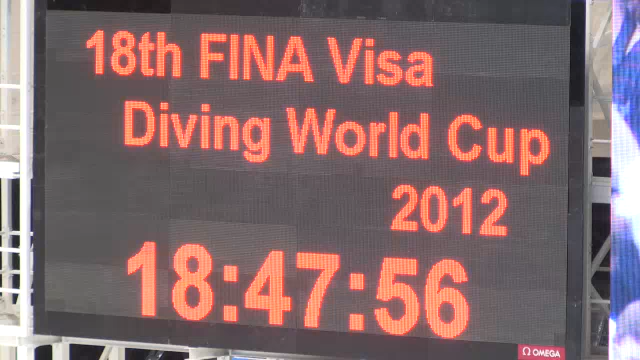 18th FINA Visa
Diving World Cup
2012
18:47:56
Ω OMEGA